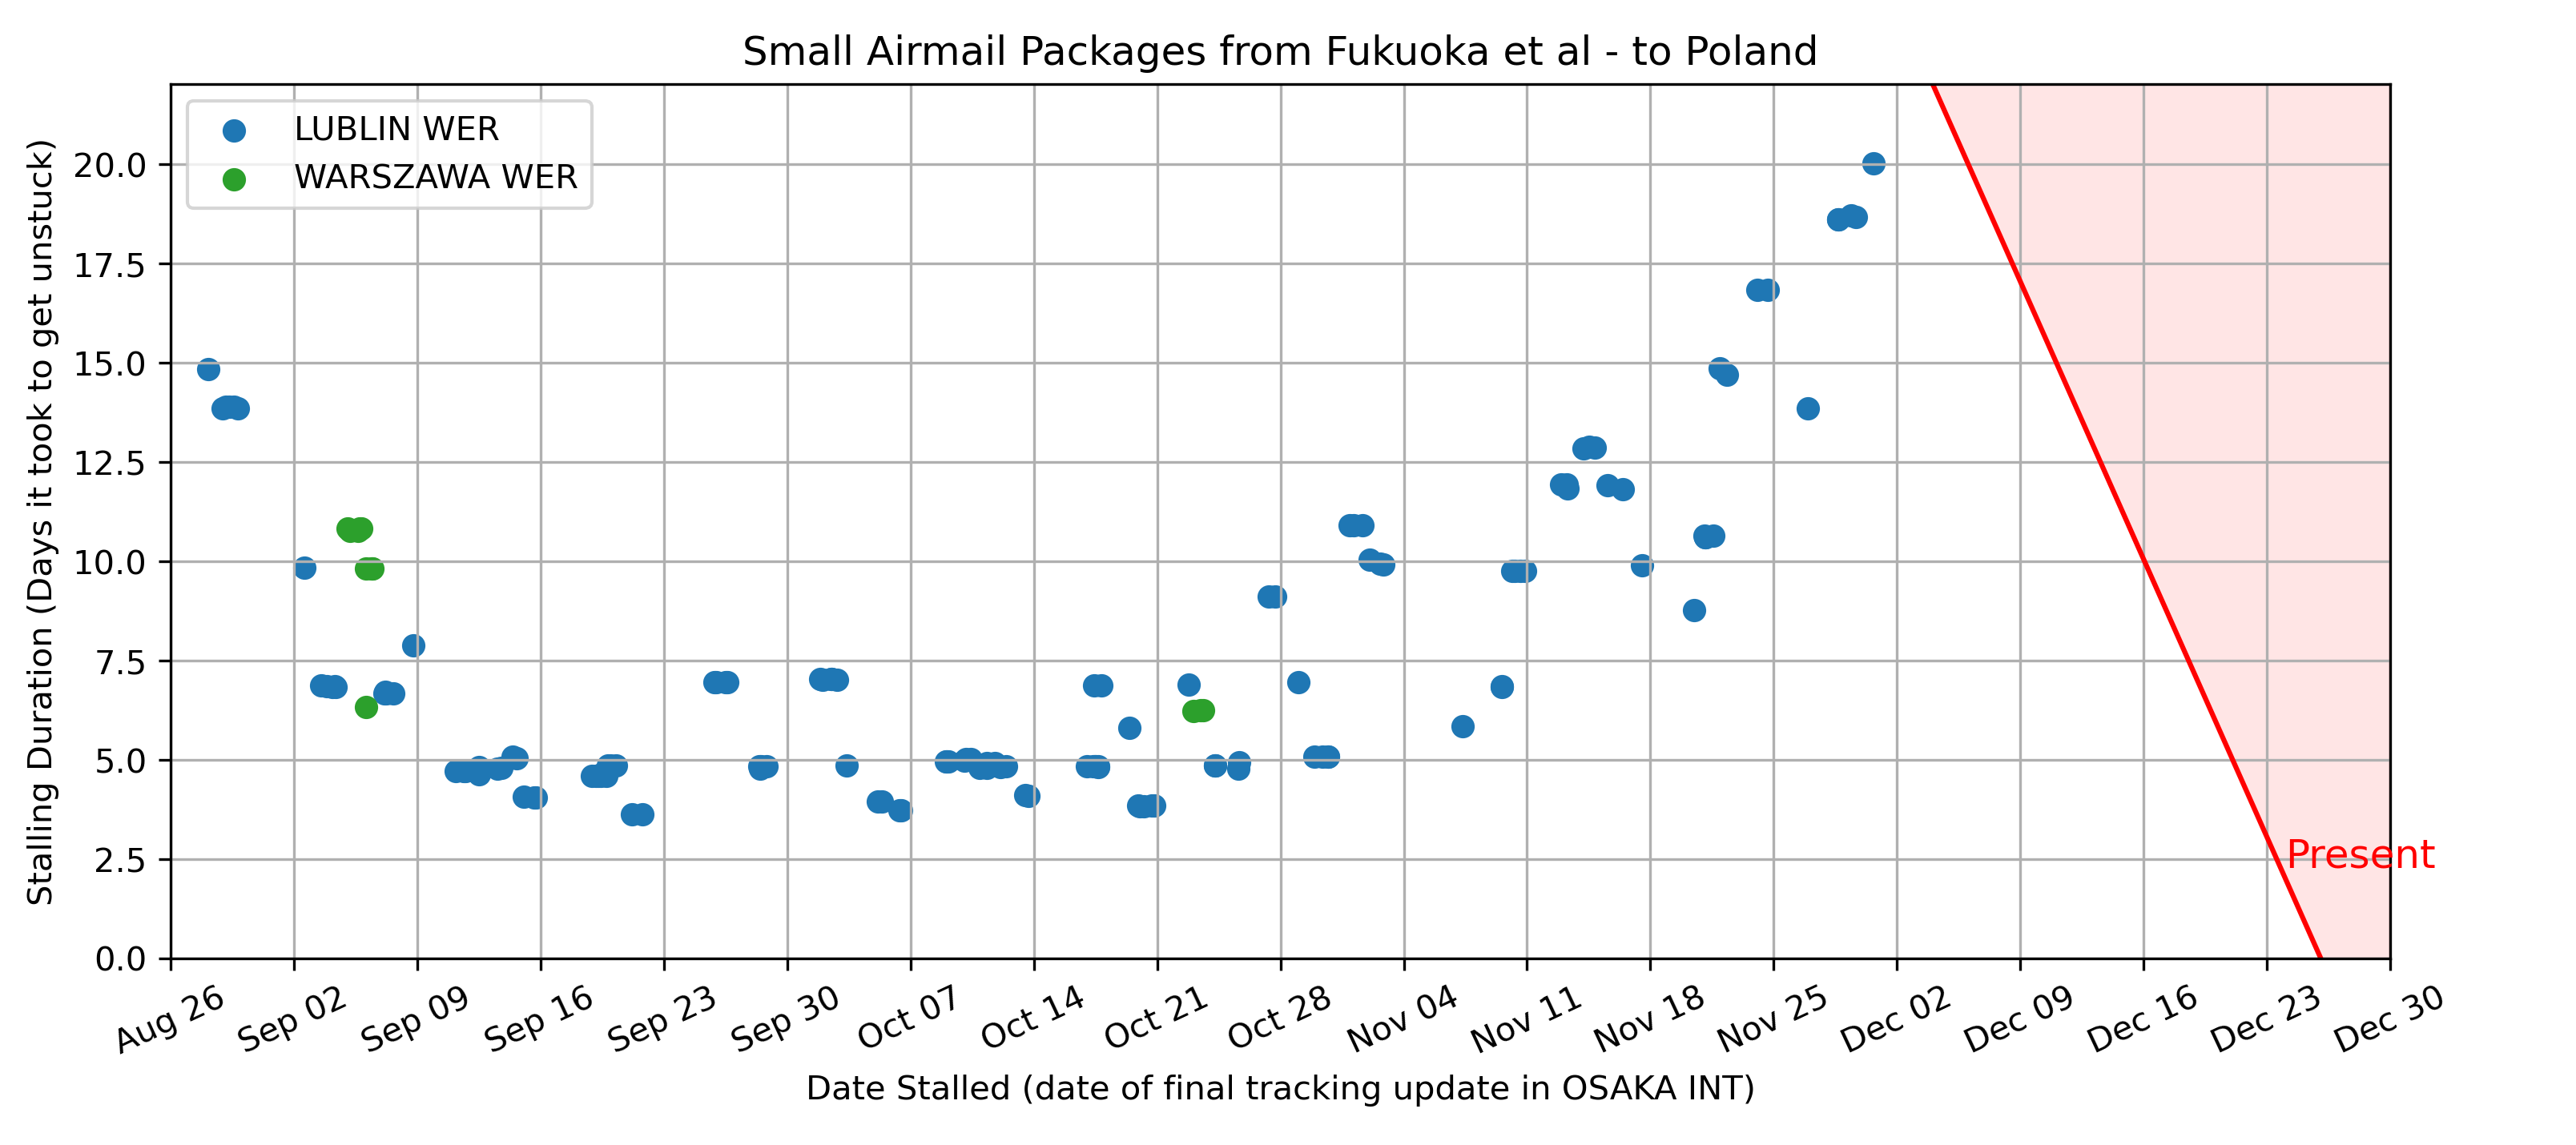 Small Airmail Packages from Fukuoka et al - to Poland
LUBLIN WER
WARSZAWA WER
Stalling Duration (Days it took to get unstuck)
20.0
17.5
15.0
12.5
10.0
7.5
5.0
2.5
0.0
Present
Aug 26
Sep 02
Sep 09
Sep 16
Sep 23
Sep 30
Oct 07
Oct 14
Oct 21
Oct 28
Nov 04
Nov 11
Nov 18
Nov 25
Dec 02
Dec 09
Dec 16
Dec 23
Dec 30
Date Stalled (date of final tracking update in OSAKA INT)